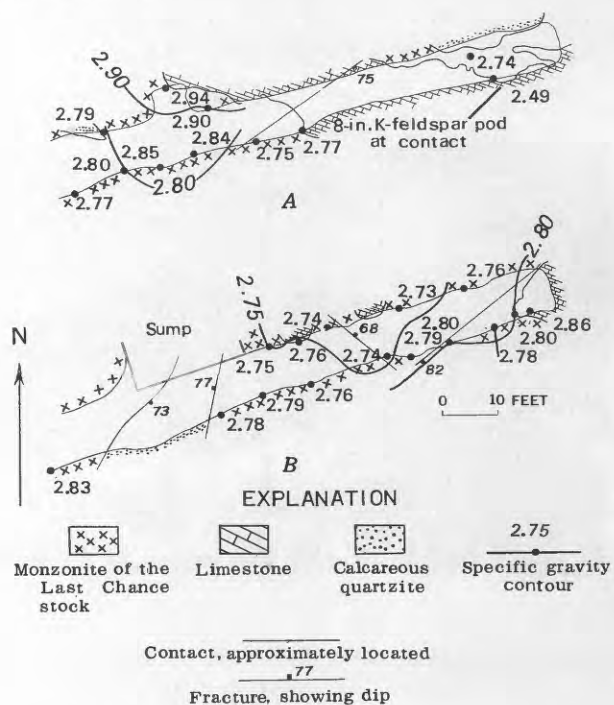 2.90
2.74
75
2.94
2.79
2.90
2.49
8-in. K-feldspar pod
at contact
2.84
2.85
2.75
2.77
2.80
2.80
2.77
A
2.80
2.76
2.75
2.73
N
Sump
2.74
68
2.80
2.86
2.75
2.76
2.74
2.79
2.80
2.78
77
82
73
2.79
2.76
0 10 FEET
2.78
B
2.83
EXPLANATION
2.75
Monzonite of the
Last Chance
stock
Limestone
Calcareous
quartzite
Specific gravity
contour
Contact, approximately located
77
Fracture, showing dip